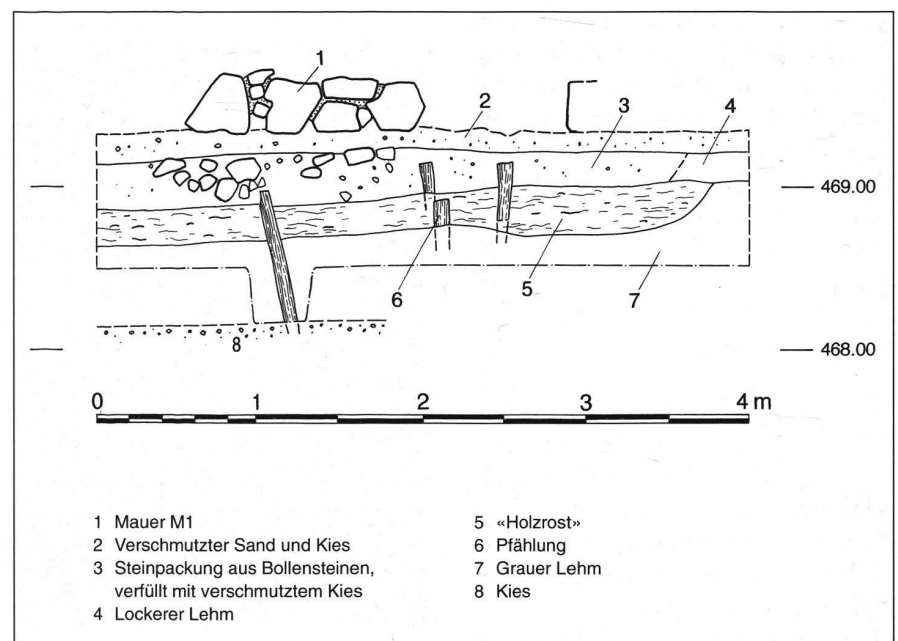 1
2
3
4
469.00
5
6
7
8
468.00
0 1 2 3 4 m
1 Mauer M1
2 Verschmutzter Sand und Kies
3 Steinpackung aus Bollensteinen,
verfüllt mit verschmutztem Kies
4 Lockerer Lehm
5 «Holzrost»
6 Pfählung
7 Grauer Lehm
8 Kies